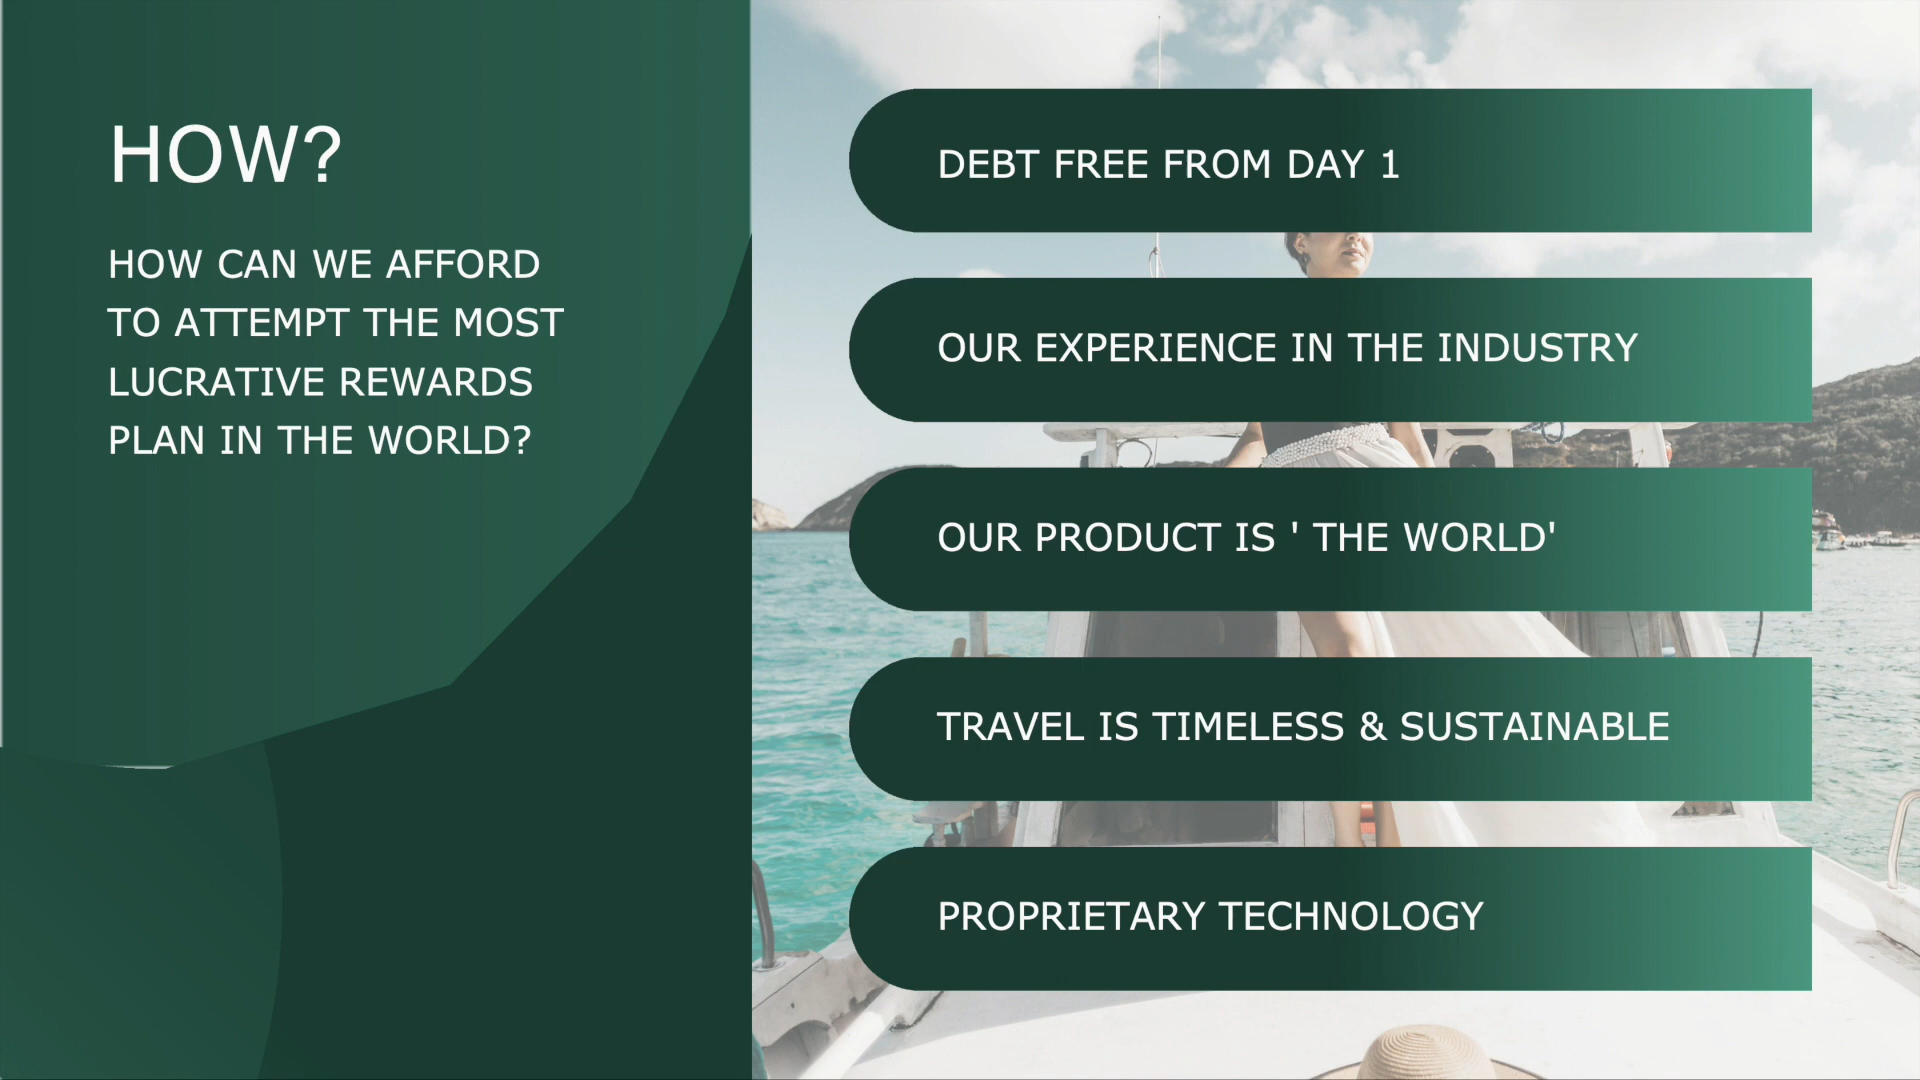 HOW?
HOW CAN WE AFFORD
TO ATTEMPT THE MOST
LUCRATIVE REWARDS
PLAN IN THE WORLD?
DEBT FREE FROM DAY 1
OUR EXPERIENCE IN THE INDUSTRY
OUR PRODUCT IS ' THE WORLD'
TRAVEL IS TIMELESS & SUSTAINABLE
PROPRIETARY TECHNOLOGY